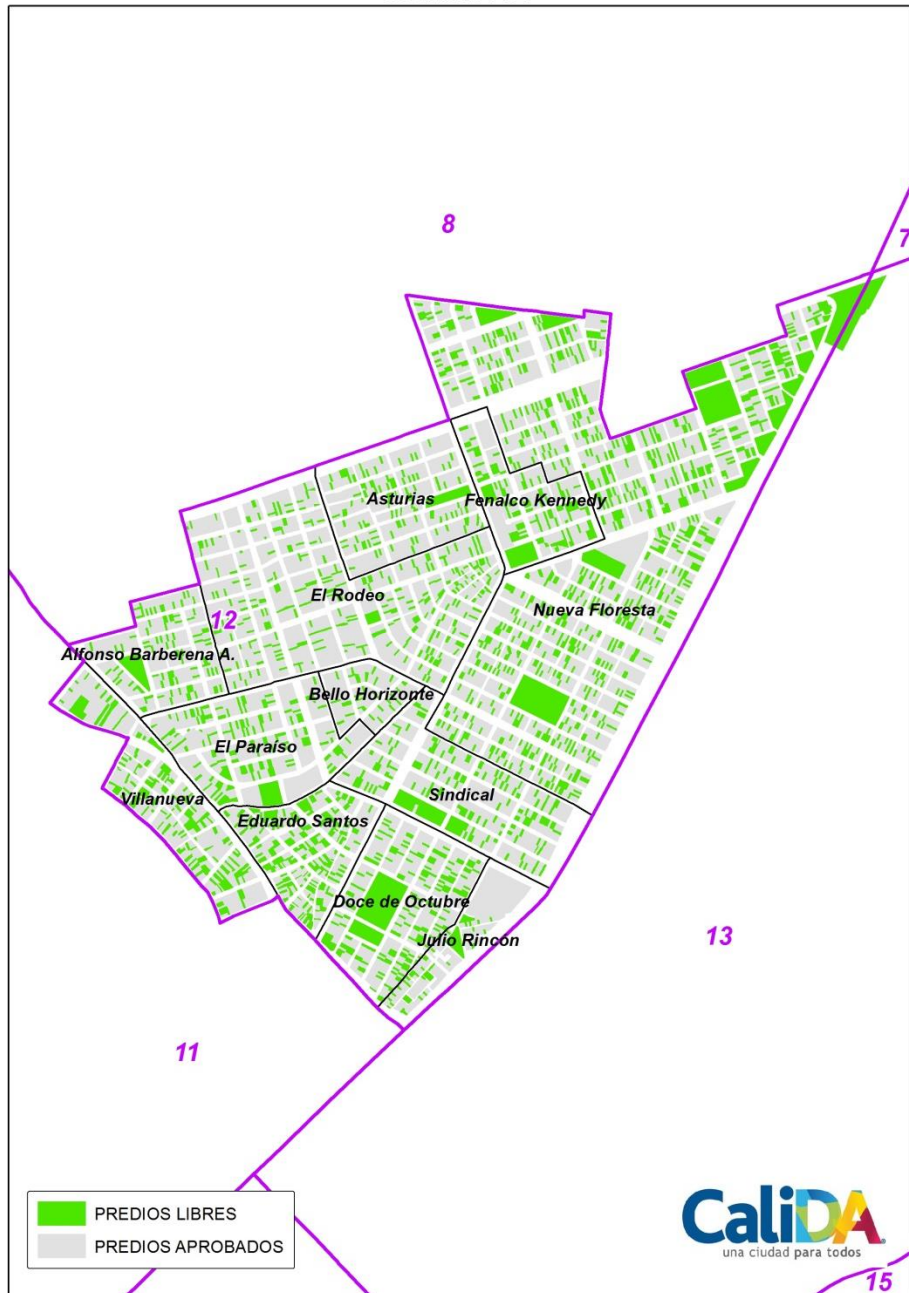 8
7
Asturias
Fenalco Kennedy
El Rodeo
Nueva Floresta
12
Alfonso Barberena A.
Bello Horizonte
El Paraíso
Villanueva
Sindical
Eduardo Santos
Doce de Octubre
Julio Rincón
13
11
PREDIOS LIBRES
PREDIOS APROBADOS
CaliDA
una ciudad para todos
15